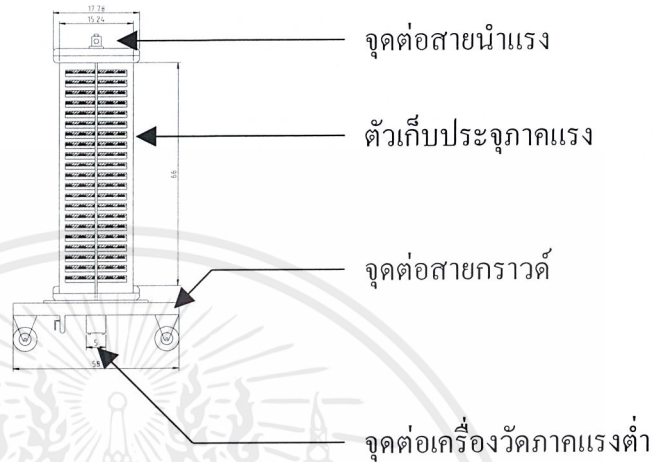 17.78
15.24
จุดต่อสายนำแรง
ตัวเก็บประจุภาคแรง
66
จุดต่อสายกราวด์
5
58
จุดต่อเครื่องวัดภาคแรงต่ำ